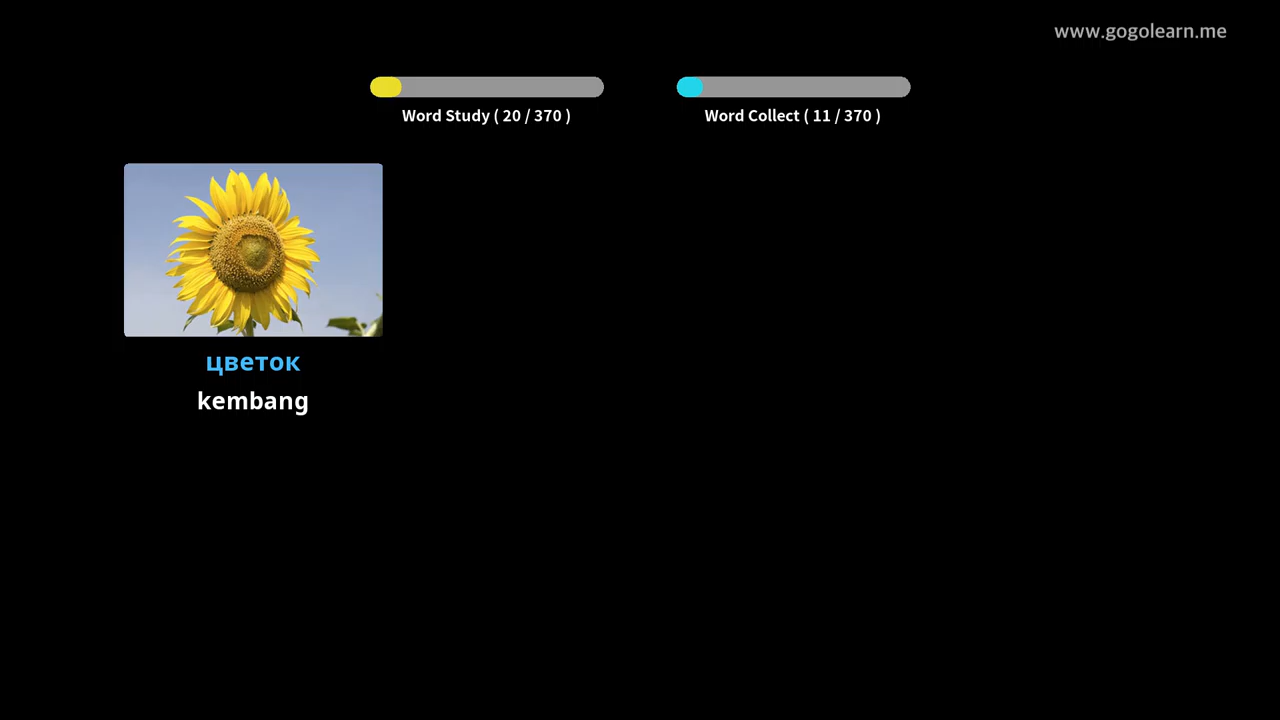 www.gogolearn.me
Word Study ( 20 / 370 )
Word Collect ( 11 / 370 )
цветок
kembang